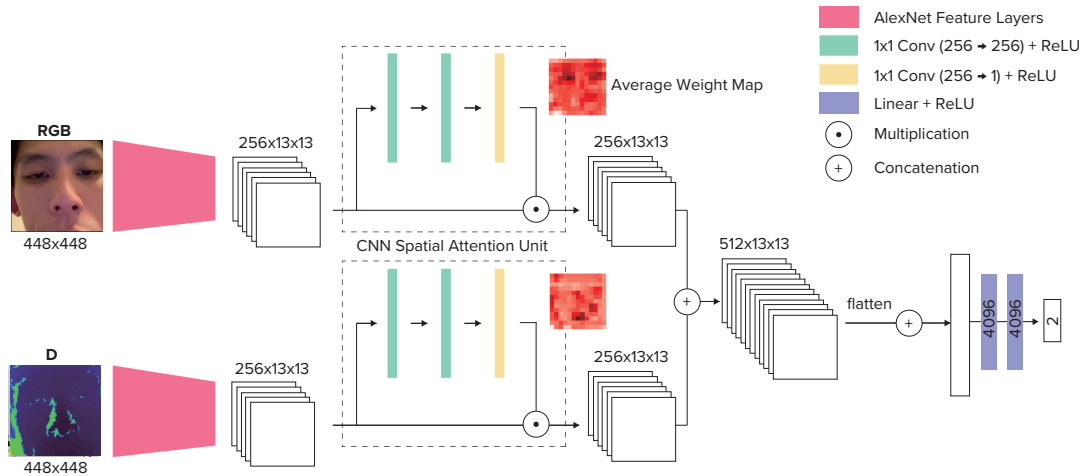 AlexNet Feature Layers
1x1 Conv (256 → 256) + ReLU
1x1 Conv (256 → 1) + ReLU
Linear + ReLU
Multiplication
Concatenation
Average Weight Map
RGB
448x448
256x13x13
256x13x13
CNN Spatial Attention Unit
512x13x13
flatten
4096
4096
2
D
448x448
256x13x13
256x13x13